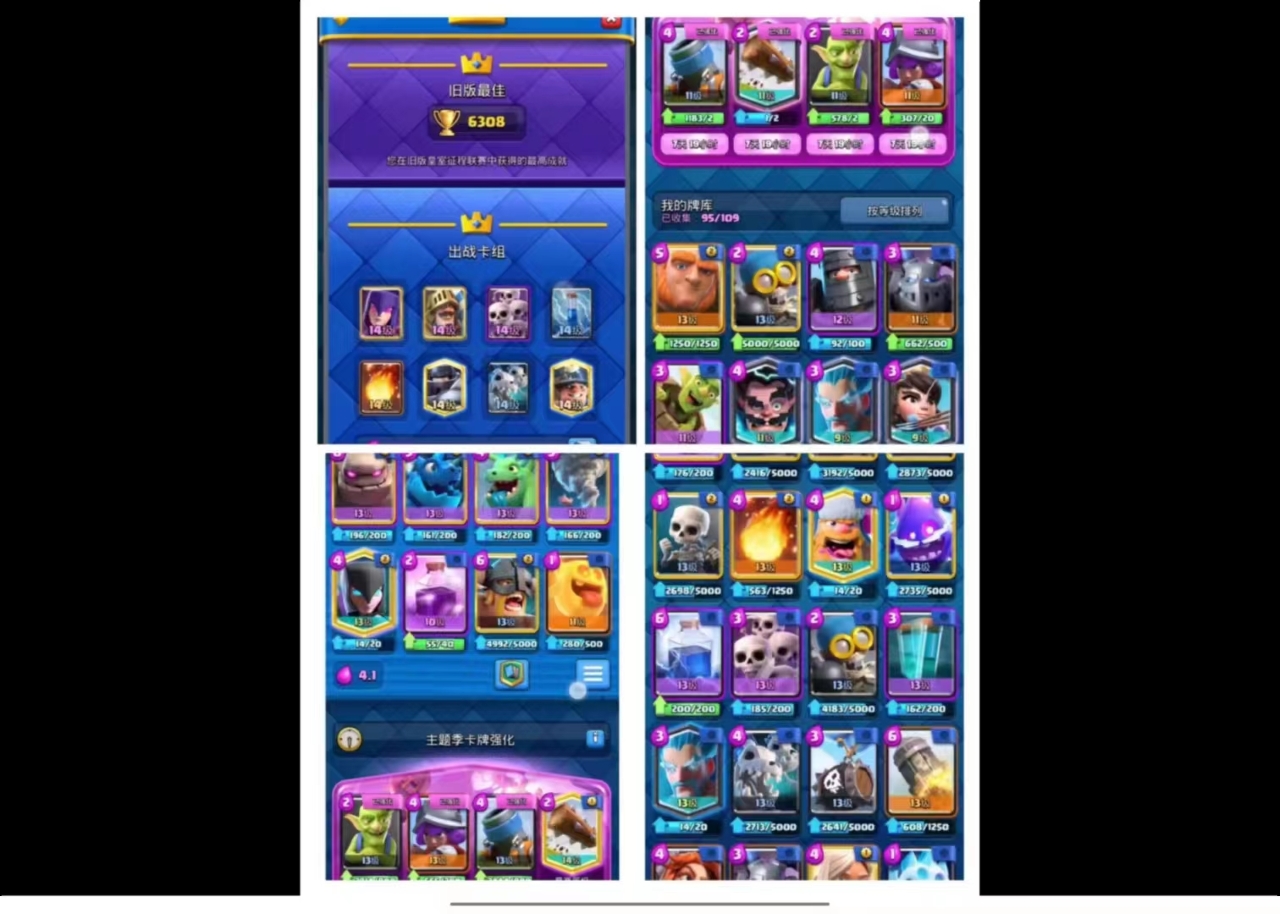 旧版最佳
6308
您在旧版皇室征程联赛中获得的最高成就
出战卡组
14级 14级 14级 14级
14级 14级 14级 14级
4 2 2 4
11级 11级 11级 11级
1183/2 1/2 578/2 307/20
7天 19小时 7天 19小时 7天 19小时 7天 19小时
我的牌库
已收集 95/109
按等级排列
5 2 4 3
13级 13级 12级 11级
1250/1250 5000/5000 92/100 662/500
3 4 3 3
11级 11级 9级 9级
13级 13级 13级 13级
196/200 161/200 182/200 166/200
4 2 6 1
13级 10级 13级 11级
14/20 55/40 4992/5000 280/500
4.1
主题季卡牌强化
2 4 4 2
13级 13级 13级 14级
176/200 2416/5000 3192/5000 2873/5000
1 4 4 1
13级 13级 13级 13级
2698/5000 563/1250 14/20 2735/5000
6 3 2 3
13级 13级 13级 13级
200/200 185/200 4183/5000 162/200
3 4 3 6
13级 13级 13级 13级
14/20 2713/5000 2641/5000 608/1250
4 3 4 1